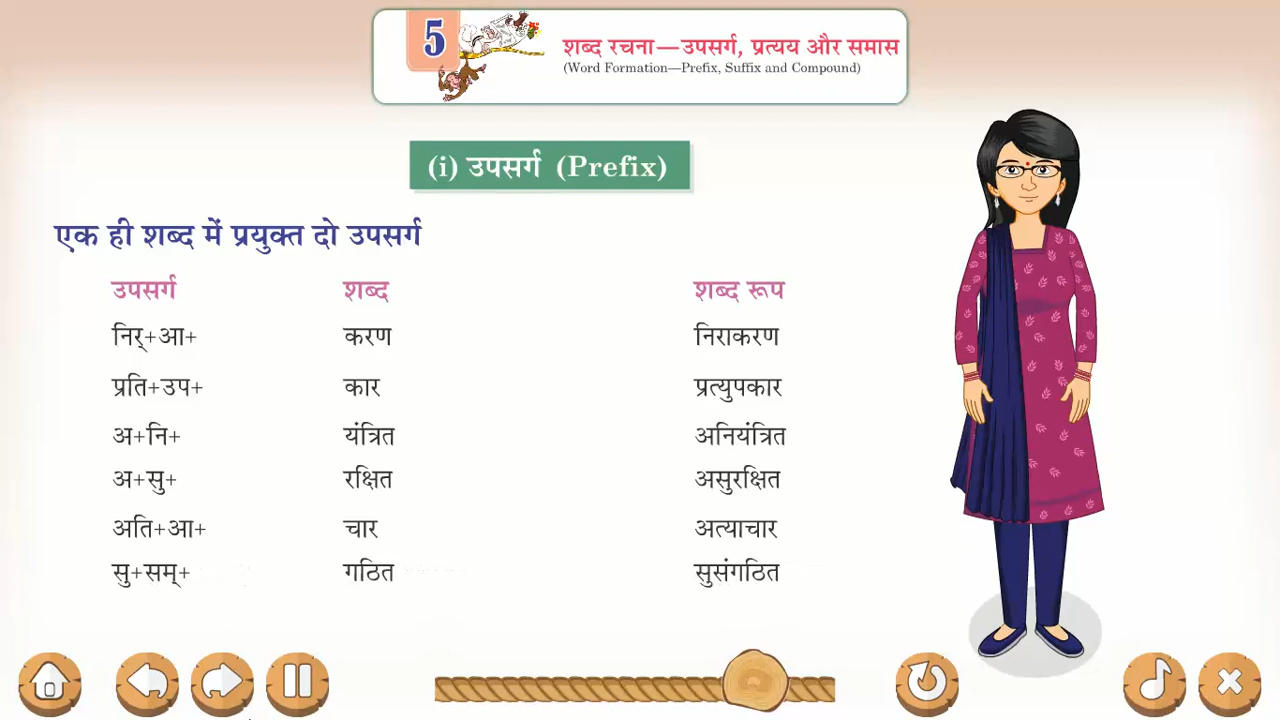 5
शब्द रचना—उपसर्ग, प्रत्यय और समास
(Word Formation—Prefix, Suffix and Compound)
(i) उपसर्ग (Prefix)
एक ही शब्द में प्रयुक्त दो उपसर्ग
उपसर्ग शब्द शब्द रूप
निर्+आ+ करण निराकरण
प्रति+उप+ कार प्रत्युपकार
अ+नि+ यंत्रित अनियंत्रित
अ+सु+ रक्षित असुरक्षित
अति+आ+ चार अत्याचार
सु+सम्+ गठित सुसंगठित